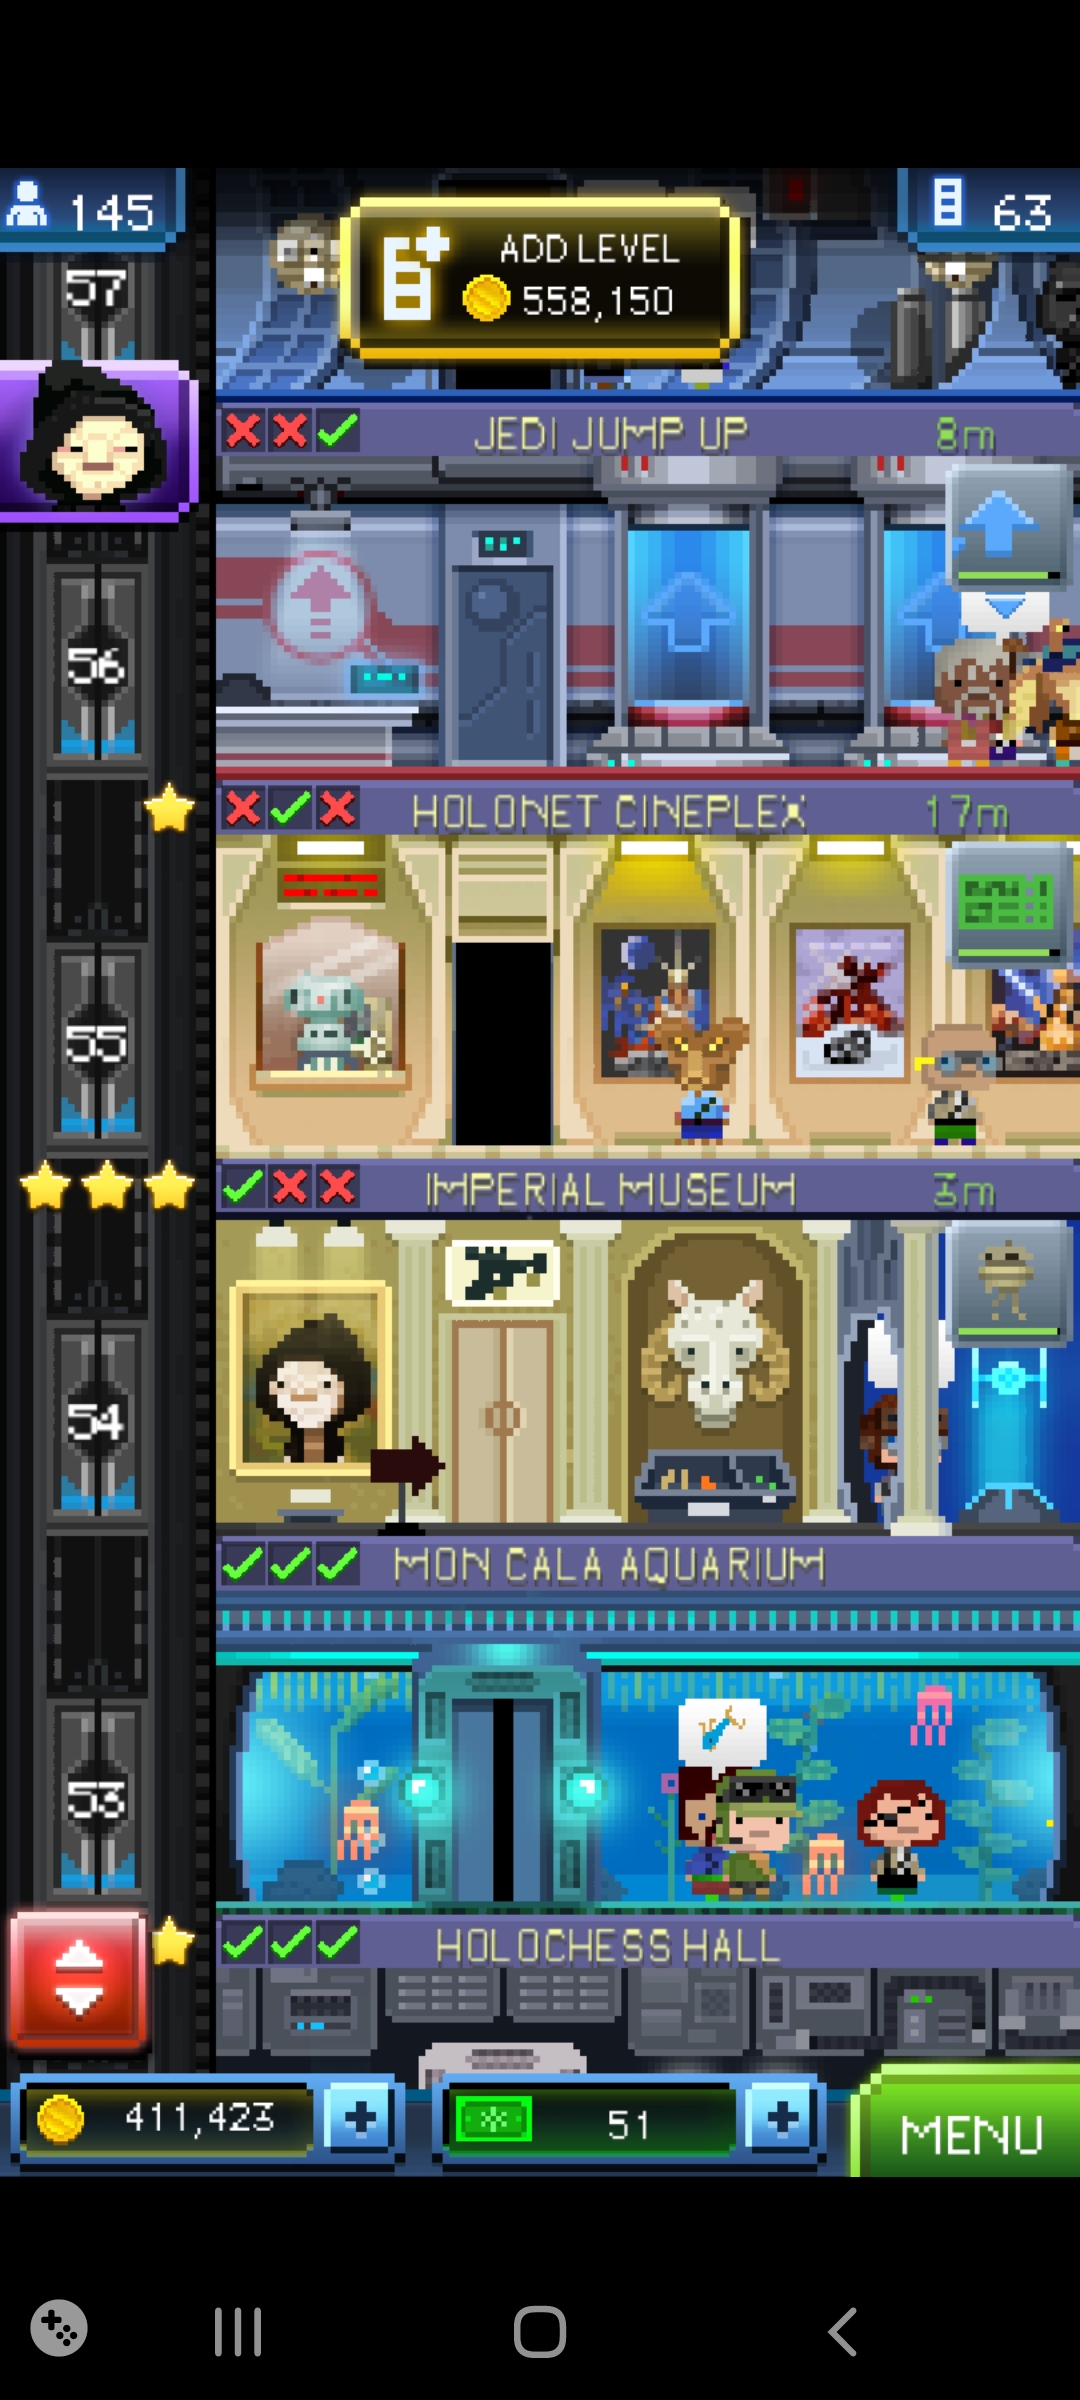 145
63
ADD LEVEL
558,150
57
JEDI JUMP UP 8m
56
HOLONET CINEPLEX 17m
55
IMPERIAL MUSEUM 3m
54
MON CALA AQUARIUM
53
HOLOCHESS HALL
411,423
51
MENU